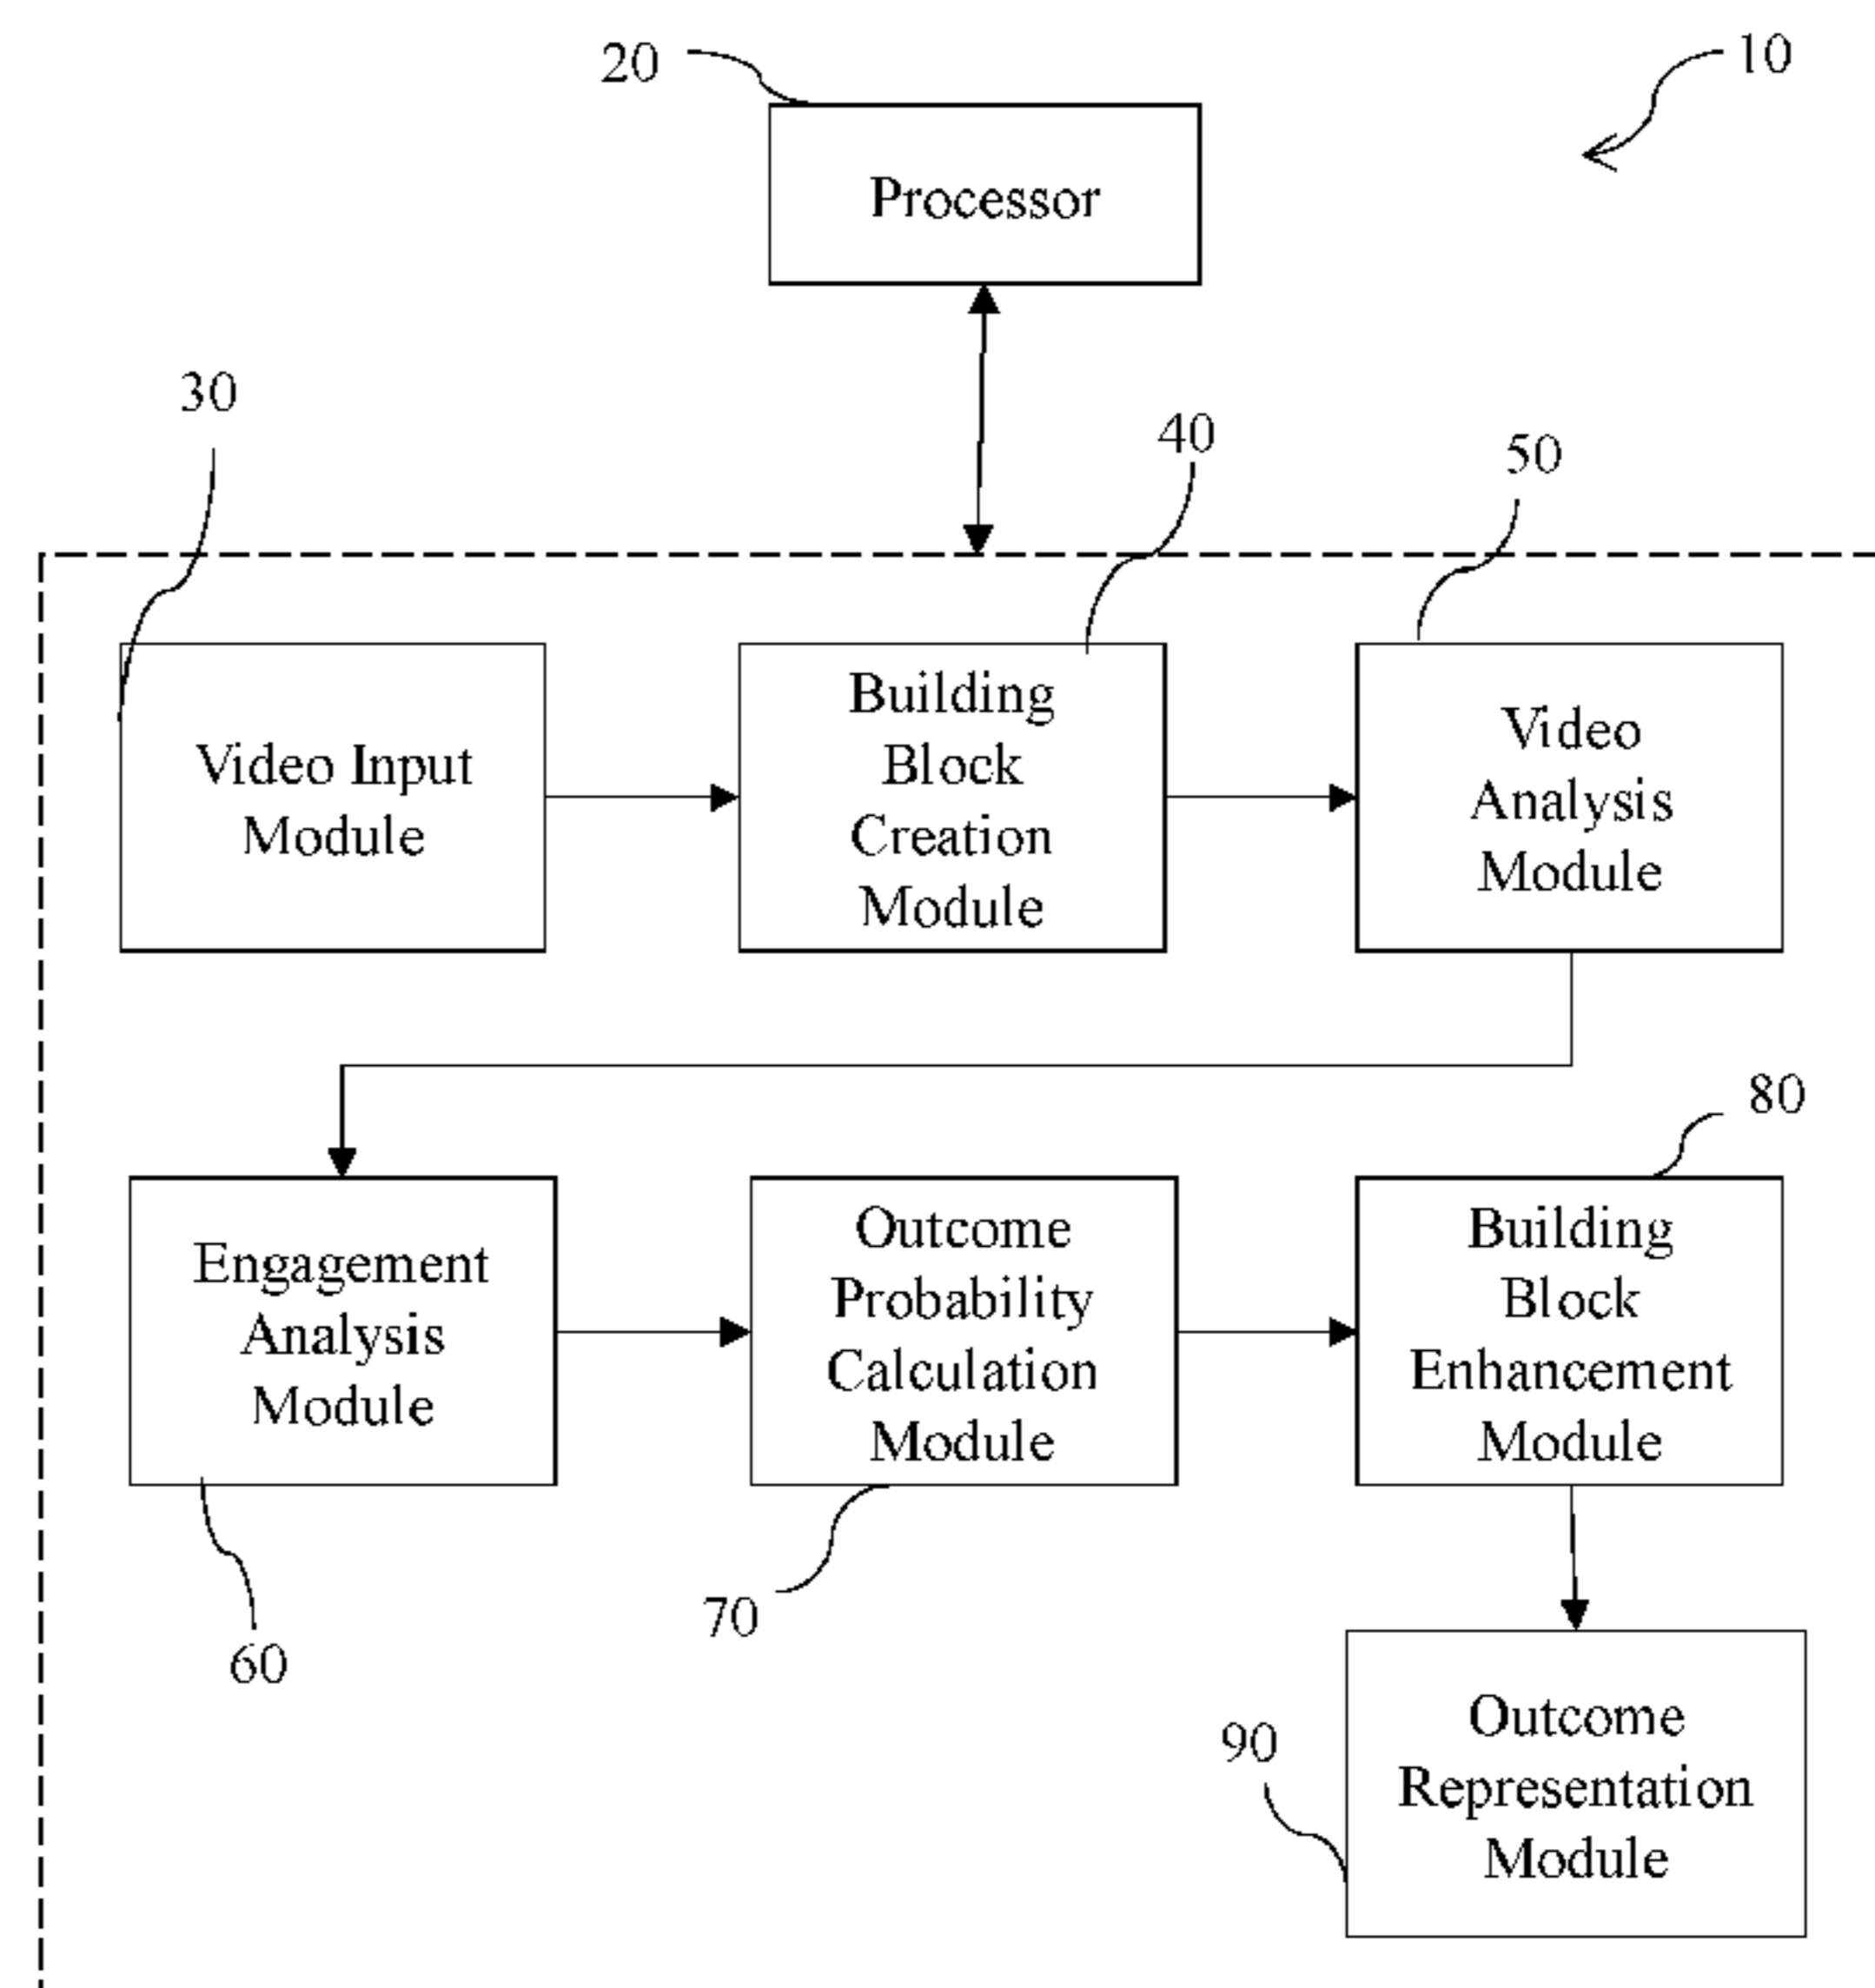 20
10
Processor
30
40
50
Video Input
Module
Building
Block
Creation
Module
Video
Analysis
Module
80
Engagement
Analysis
Module
Outcome
Probability
Calculation
Module
Building
Block
Enhancement
Module
60
70
90
Outcome
Representation
Module